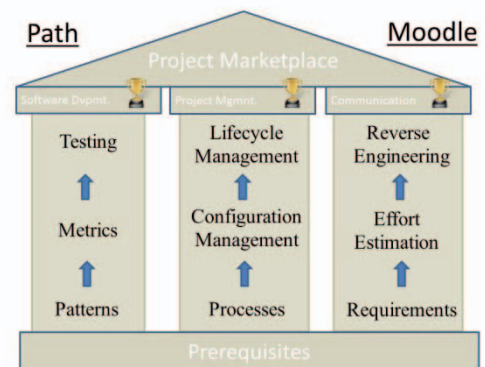 Path
Moodle
Project Marketplace
Software Dvpmt.
Project Mgmnt.
Communication
Testing
Lifecycle
Management
Reverse
Engineering
Metrics
Configuration
Management
Effort
Estimation
Patterns
Processes
Requirements
Prerequisites